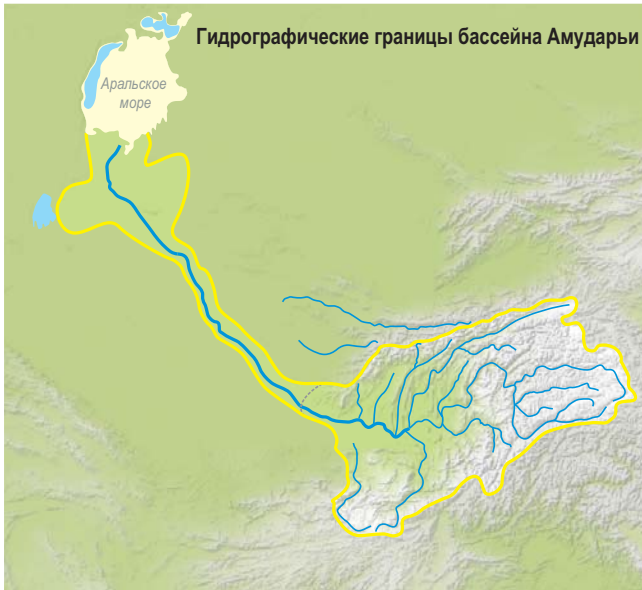 Гидрографические границы бассейна Амударьи
Аральское
море